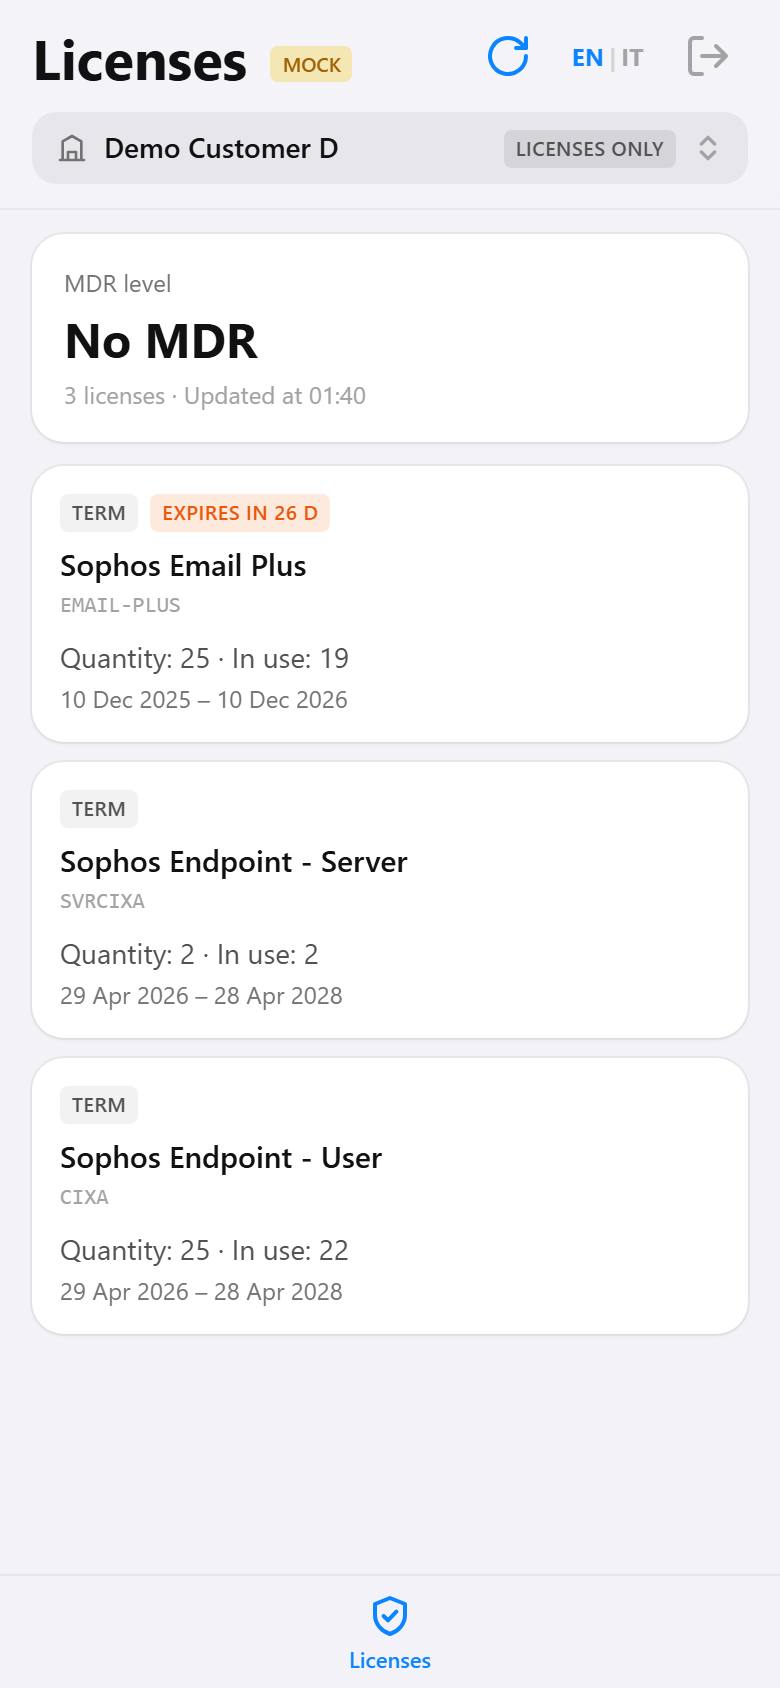 Licenses MOCK EN | IT
Demo Customer D LICENSES ONLY
MDR level
No MDR
3 licenses · Updated at 01:40
TERM EXPIRES IN 26 D
Sophos Email Plus
EMAIL-PLUS
Quantity: 25 · In use: 19
10 Dec 2025 – 10 Dec 2026
TERM
Sophos Endpoint - Server
SVRCIXA
Quantity: 2 · In use: 2
29 Apr 2026 – 28 Apr 2028
TERM
Sophos Endpoint - User
CIXA
Quantity: 25 · In use: 22
29 Apr 2026 – 28 Apr 2028
Licenses